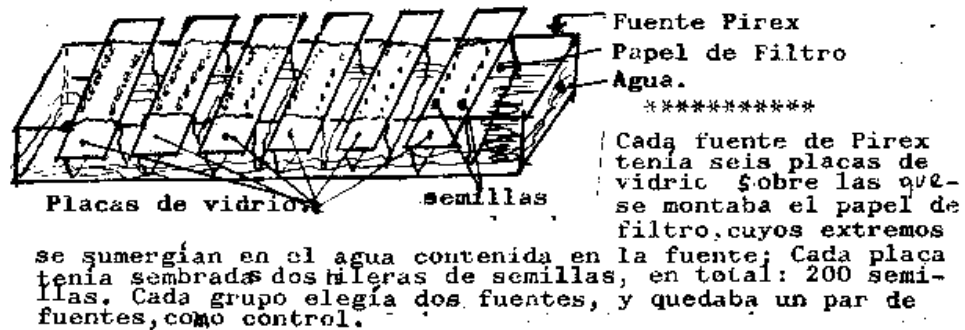 Fuente Pirex
Papel de Filtro
Agua.
***********
Placas de vidrio.
semillas
Cada fuente de Pirex
tenía seis placas de
vidrio sobre las que-
se montaba el papel de
filtro, cuyos extremos
se sumergían en el agua contenida en la fuente; Cada placa
tenía sembradas dos hileras de semillas, en total: 200 semi-
llas. Cada grupo elegía dos fuentes, y quedaba un par de
fuentes, como control.